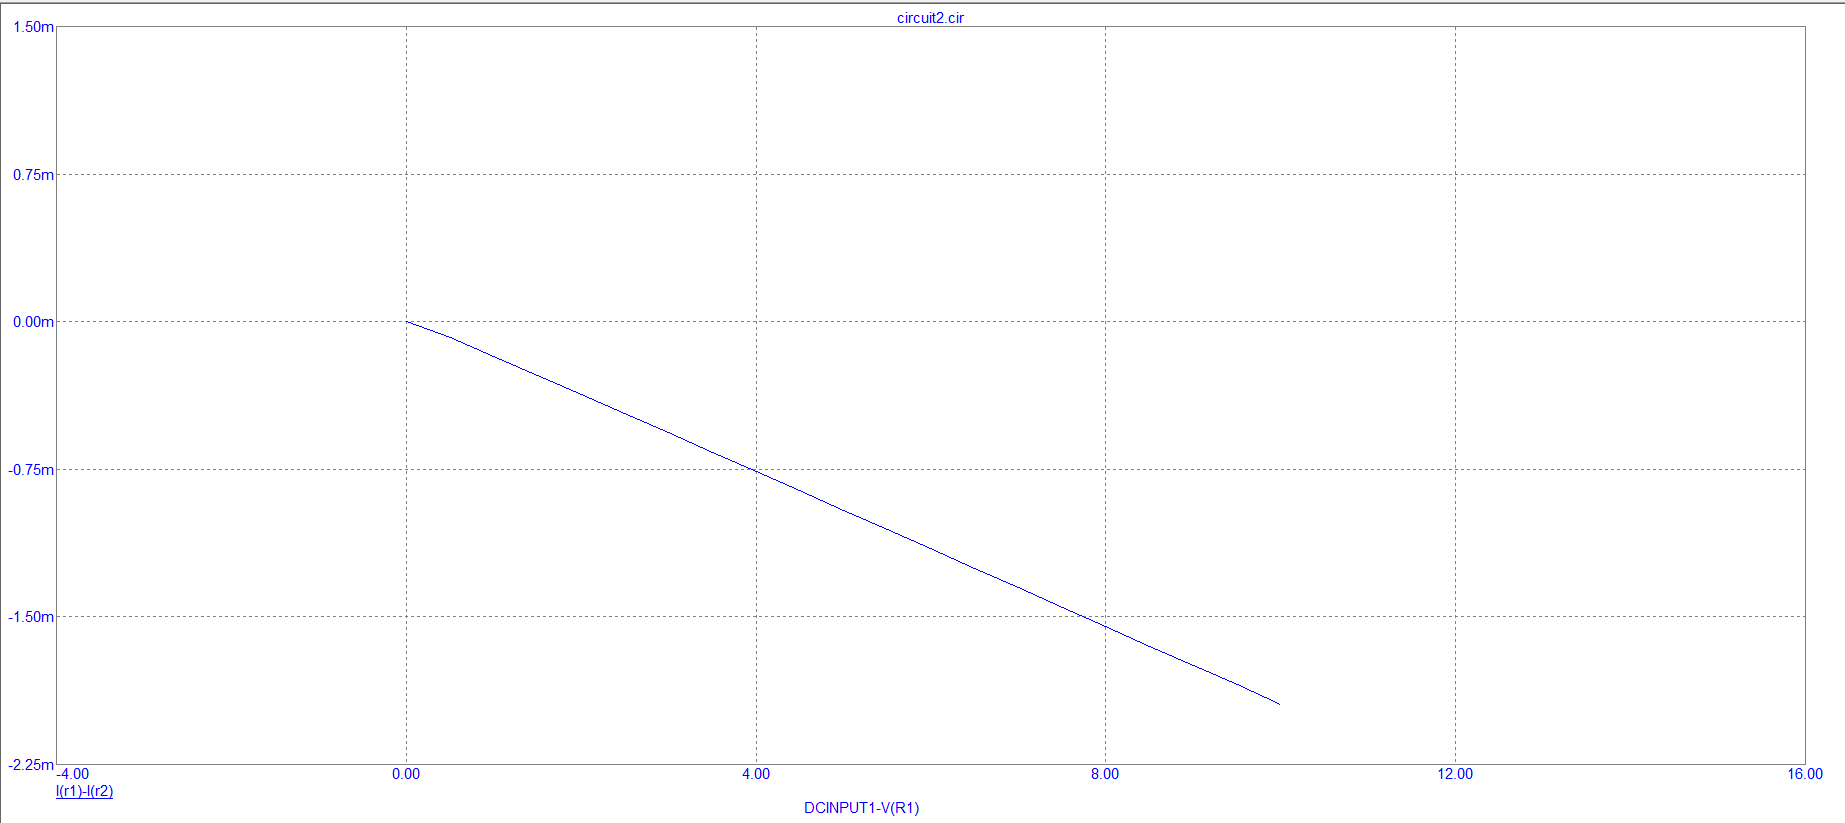 circuit2.cir
1.50m
0.75m
0.00m
-0.75m
-1.50m
-2.25m
-4.00 0.00 4.00 8.00 12.00 16.00
I(r1)-I(r2)
DCINPUT1-V(R1)